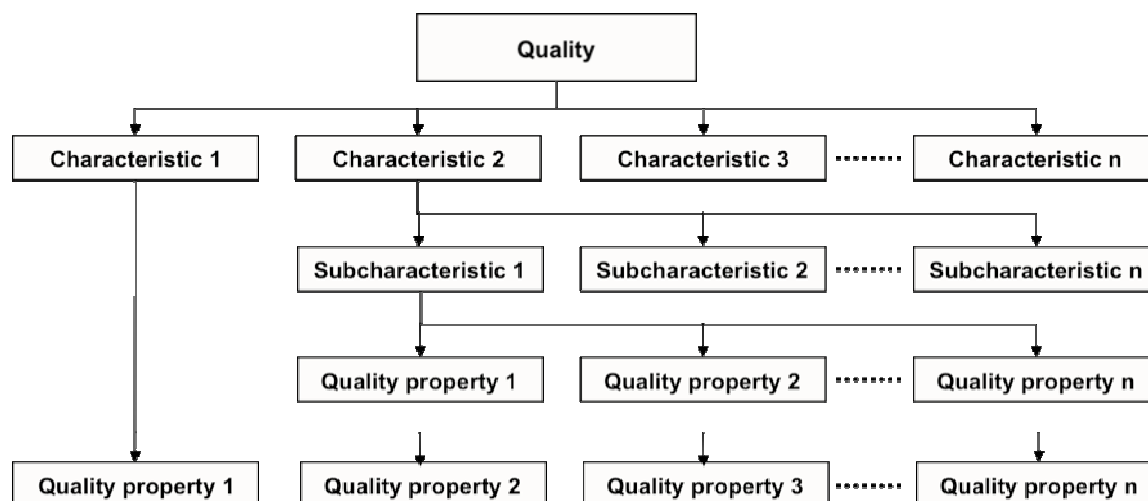 Quality
Characteristic 1
Characteristic 2
Characteristic 3
Characteristic n
Subcharacteristic 1
Subcharacteristic 2
Subcharacteristic n
Quality property 1
Quality property 2
Quality property n
Quality property 1
Quality property 2
Quality property 3
Quality property n